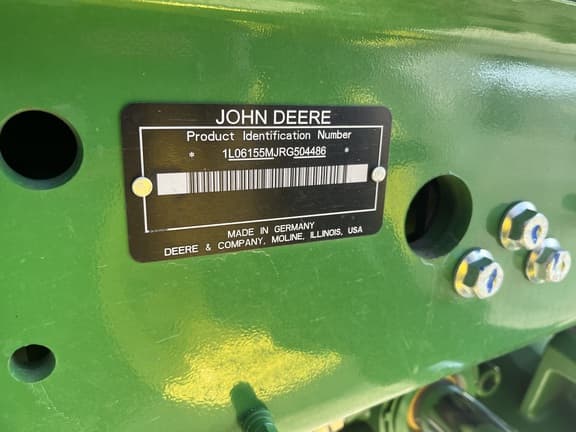 JOHN DEERE
Product Identification Number
* 1L06155MJRG504486 *
MADE IN GERMANY
DEERE & COMPANY, MOLINE, ILLINOIS, USA